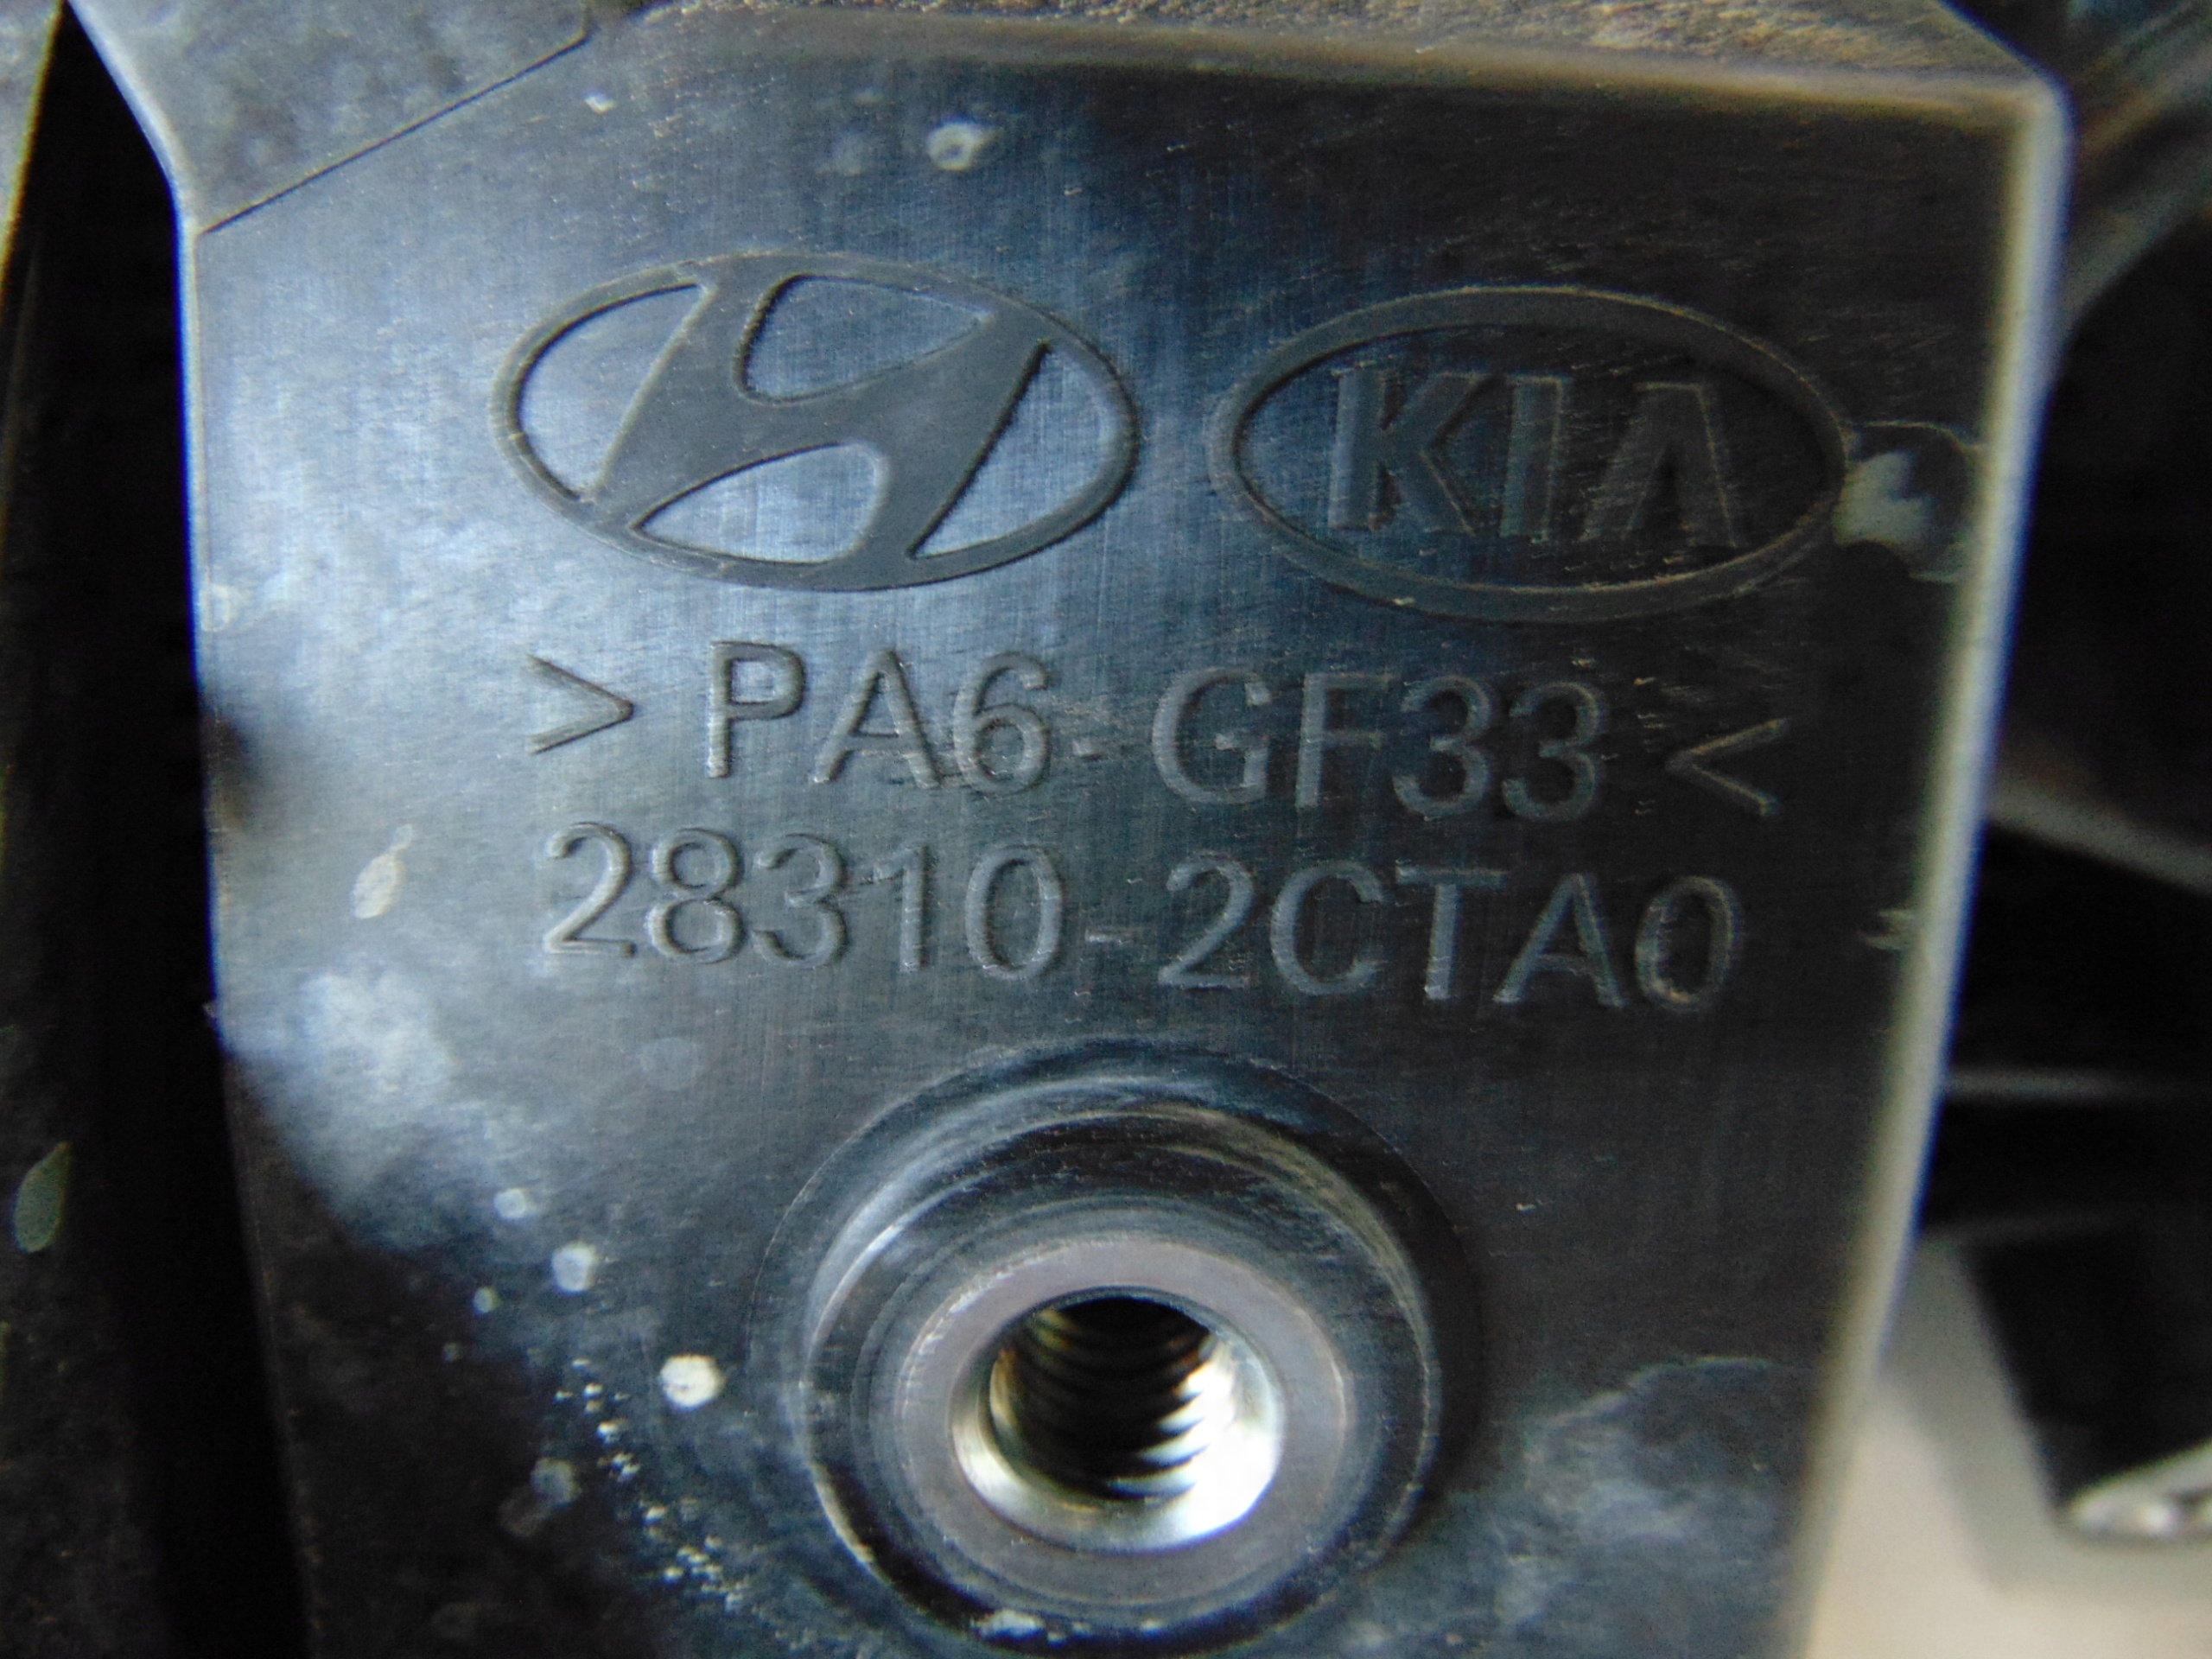 KIA
> PA6-GF33 <
28310-2CTA0